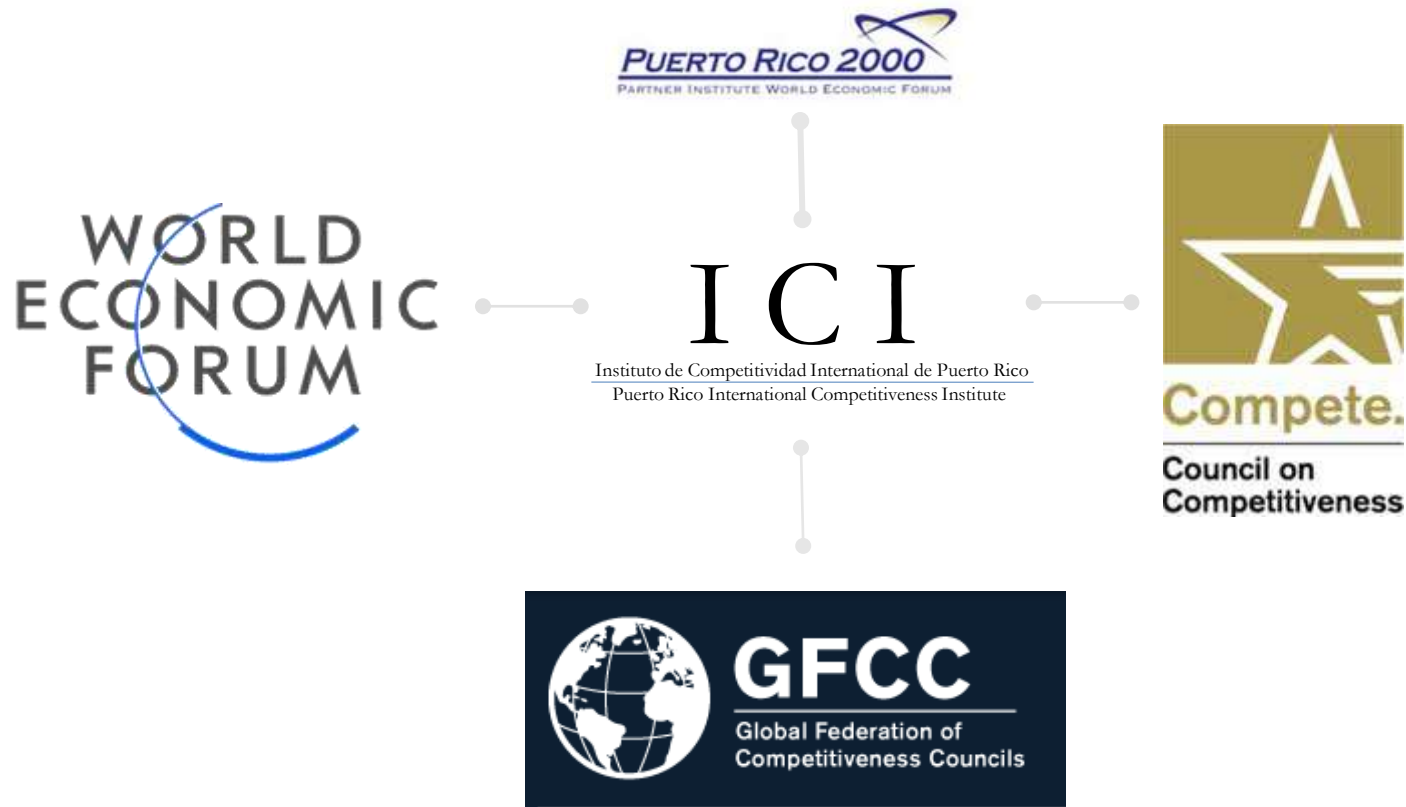 PUERTO RICO 2000
PARTNER INSTITUTE WORLD ECONOMIC FORUM
WORLD
ECONOMIC
FORUM
I C I
Instituto de Competitividad International de Puerto Rico
Puerto Rico International Competitiveness Institute
Compete.
Council on
Competitiveness
GFCC
Global Federation of
Competitiveness Councils